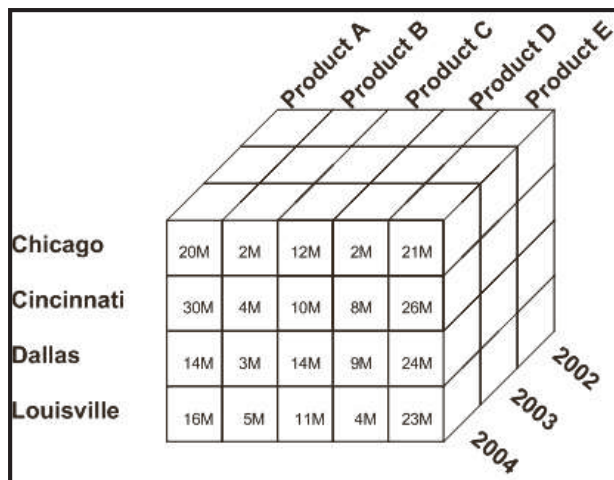 Product A
Product B
Product C
Product D
Product E
Chicago 20M 2M 12M 2M 21M
Cincinnati 30M 4M 10M 8M 26M
Dallas 14M 3M 14M 9M 24M
Louisville 16M 5M 11M 4M 23M
2002
2003
2004